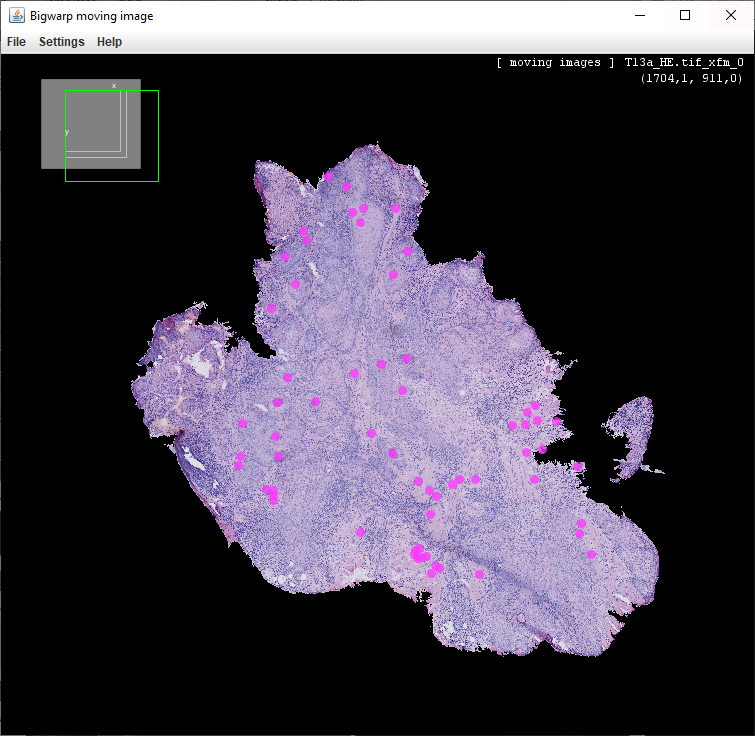 Bigwarp moving image
File Settings Help
[ moving images ] T13a_HE.tif_xfm_0
(1704,1, 911,0)
x
y